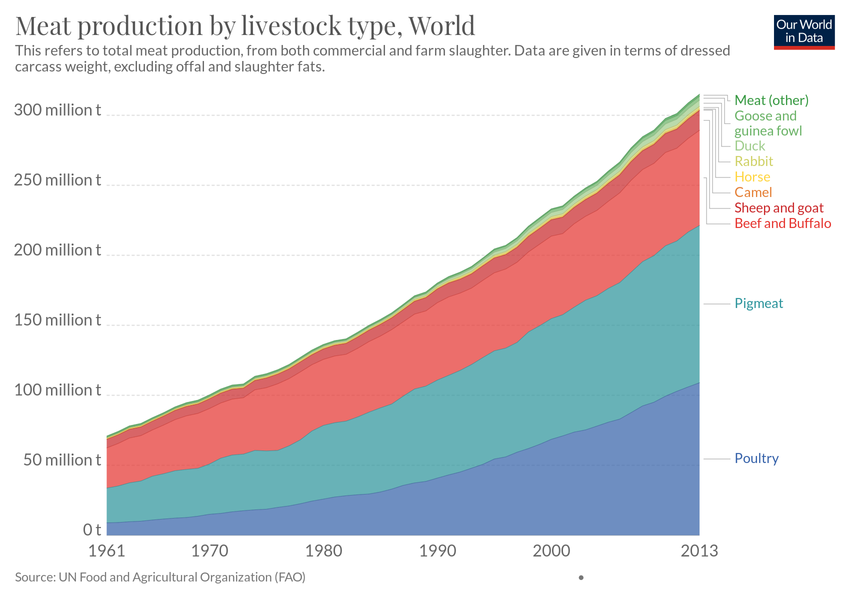 Meat production by livestock type, World
This refers to total meat production, from both commercial and farm slaughter. Data are given in terms of dressed
carcass weight, excluding offal and slaughter fats.
Our World
in Data
300 million t
250 million t
200 million t
150 million t
100 million t
50 million t
0 t
1961
1970
1980
1990
2000
2013
Meat (other)
Goose and
guinea fowl
Duck
Rabbit
Horse
Camel
Sheep and goat
Beef and Buffalo
Pigmeat
Poultry
Source: UN Food and Agricultural Organization (FAO)